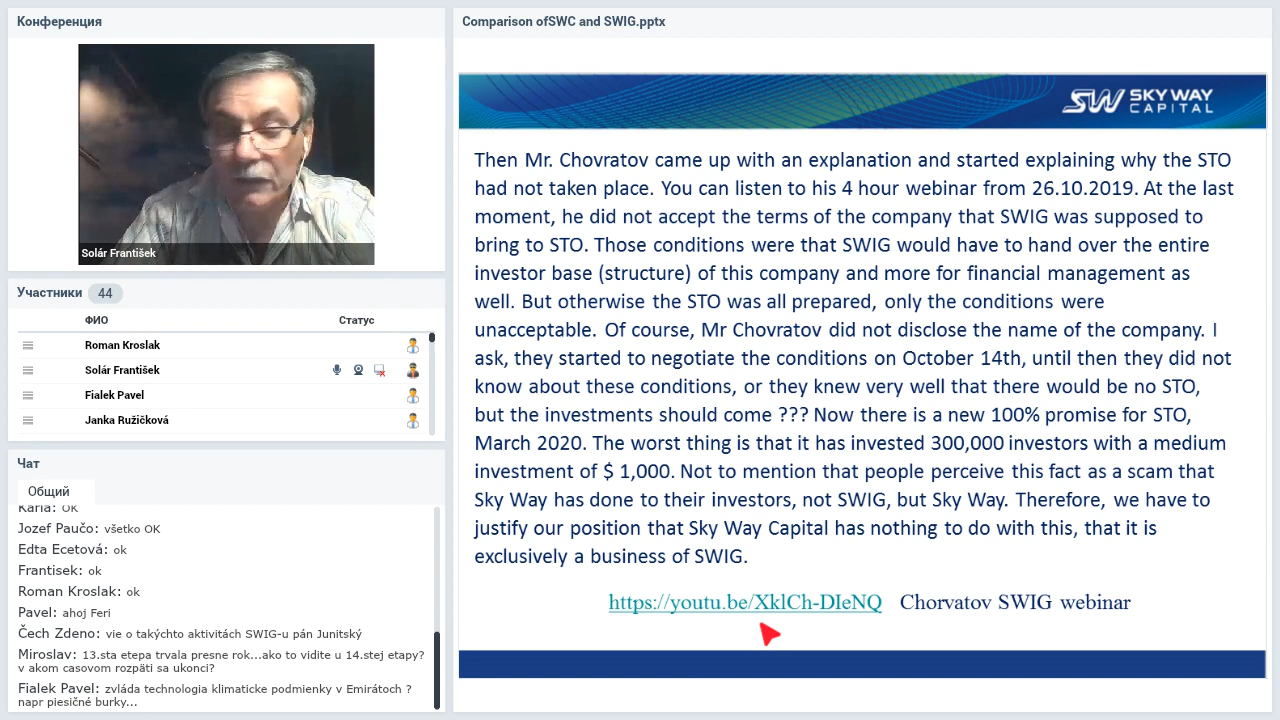 Конференция
Solár František
Участники 44
ФИО Статус
Roman Kroslak
Solár František
Fialek Pavel
Janka Ružičková
Чат
Общий
Karla: OK
Jozef Paučo: všetko OK
Edta Ecetová: ok
Frantisek: ok
Roman Kroslak: ok
Pavel: ahoj Feri
Čech Zdeno: vie o takýchto aktivitách SWIG-u pán Junitský
Miroslav: 13.sta etepa trvala presne rok...ako to vidite u 14.stej etapy?
v akom casovom rozpäti sa ukonci?
Fialek Pavel: zvláda technologia klimaticke podmienky v Emirátoch ?
napr piesičné burky...
Comparison ofSWC and SWIG.pptx
SW SKY WAY
CAPITAL
Then Mr. Chovratov came up with an explanation and started explaining why the STO
had not taken place. You can listen to his 4 hour webinar from 26.10.2019. At the last
moment, he did not accept the terms of the company that SWIG was supposed to
bring to STO. Those conditions were that SWIG would have to hand over the entire
investor base (structure) of this company and more for financial management as
well. But otherwise the STO was all prepared, only the conditions were
unacceptable. Of course, Mr Chovratov did not disclose the name of the company. I
ask, they started to negotiate the conditions on October 14th, until then they did not
know about these conditions, or they knew very well that there would be no STO,
but the investments should come ??? Now there is a new 100% promise for STO,
March 2020. The worst thing is that it has invested 300,000 investors with a medium
investment of $ 1,000. Not to mention that people perceive this fact as a scam that
Sky Way has done to their investors, not SWIG, but Sky Way. Therefore, we have to
justify our position that Sky Way Capital has nothing to do with this, that it is
exclusively a business of SWIG.
https://youtu.be/XklCh-DIeNQ Chorvatov SWIG webinar